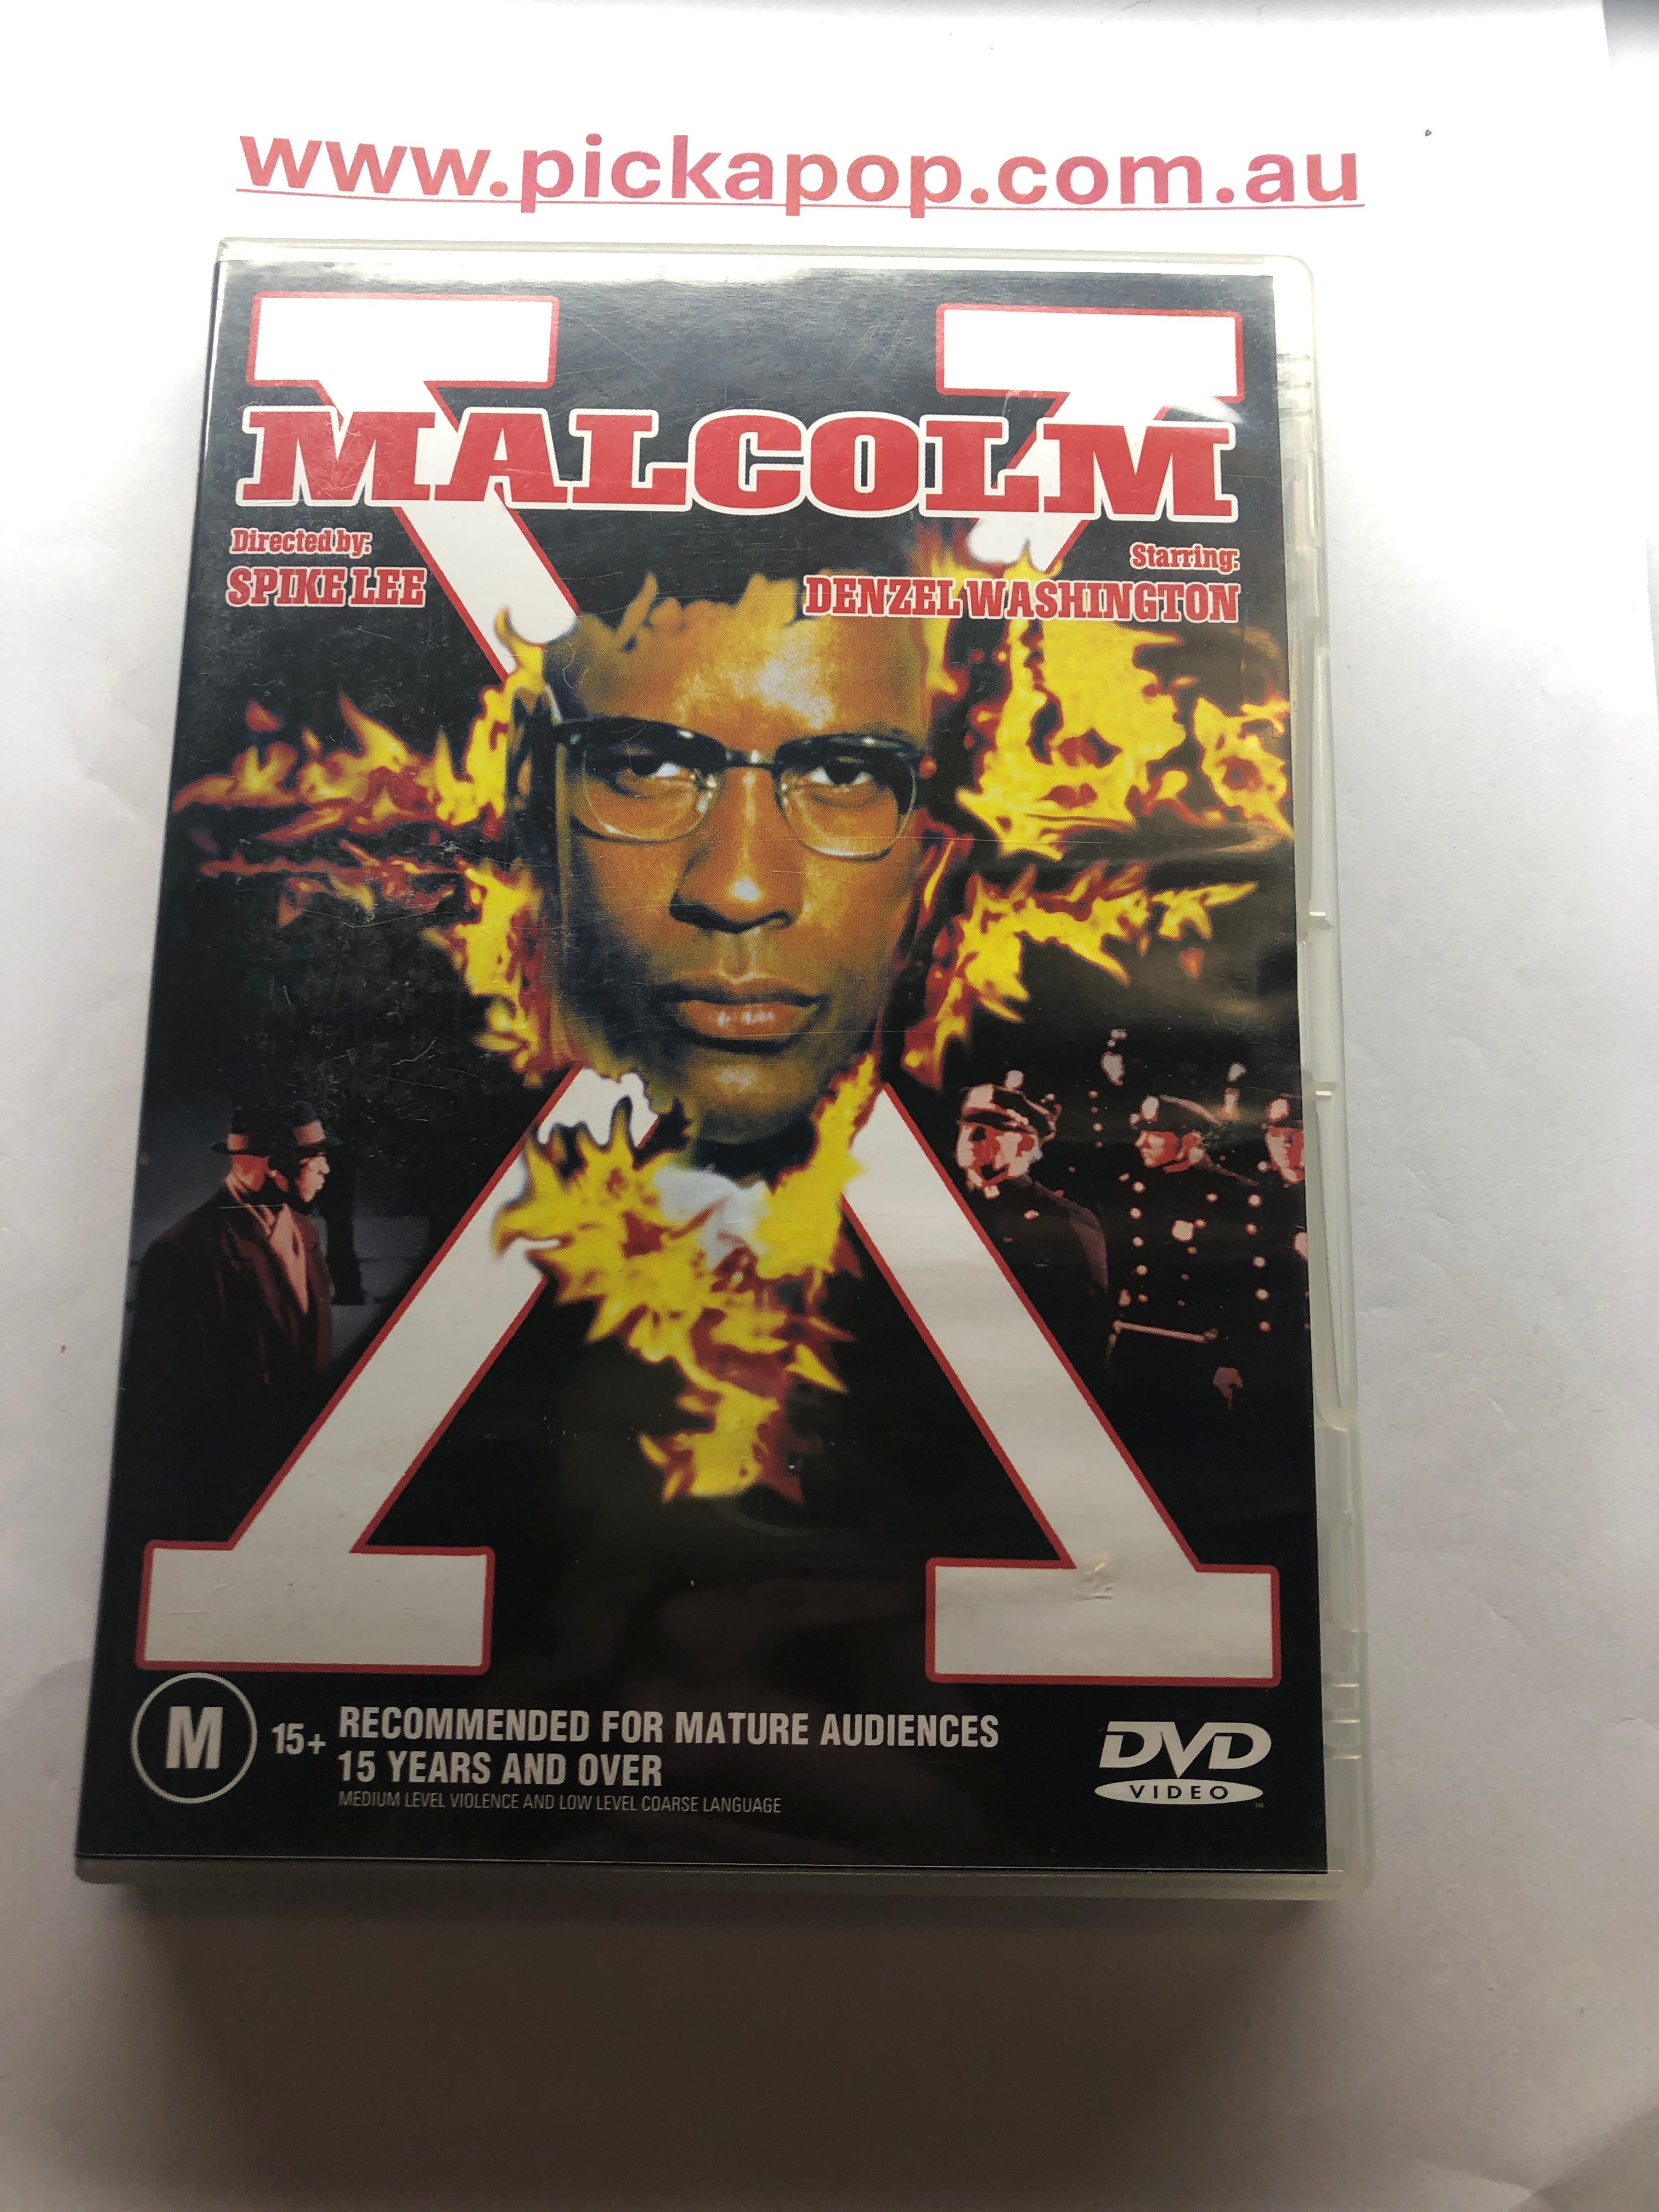 www.pickapop.com.au
X
MALCOLM
Directed by:
SPIKE LEE
Starring:
DENZEL WASHINGTON
M
15+
RECOMMENDED FOR MATURE AUDIENCES
15 YEARS AND OVER
MEDIUM LEVEL VIOLENCE AND LOW LEVEL COARSE LANGUAGE
DVD
VIDEO
TM